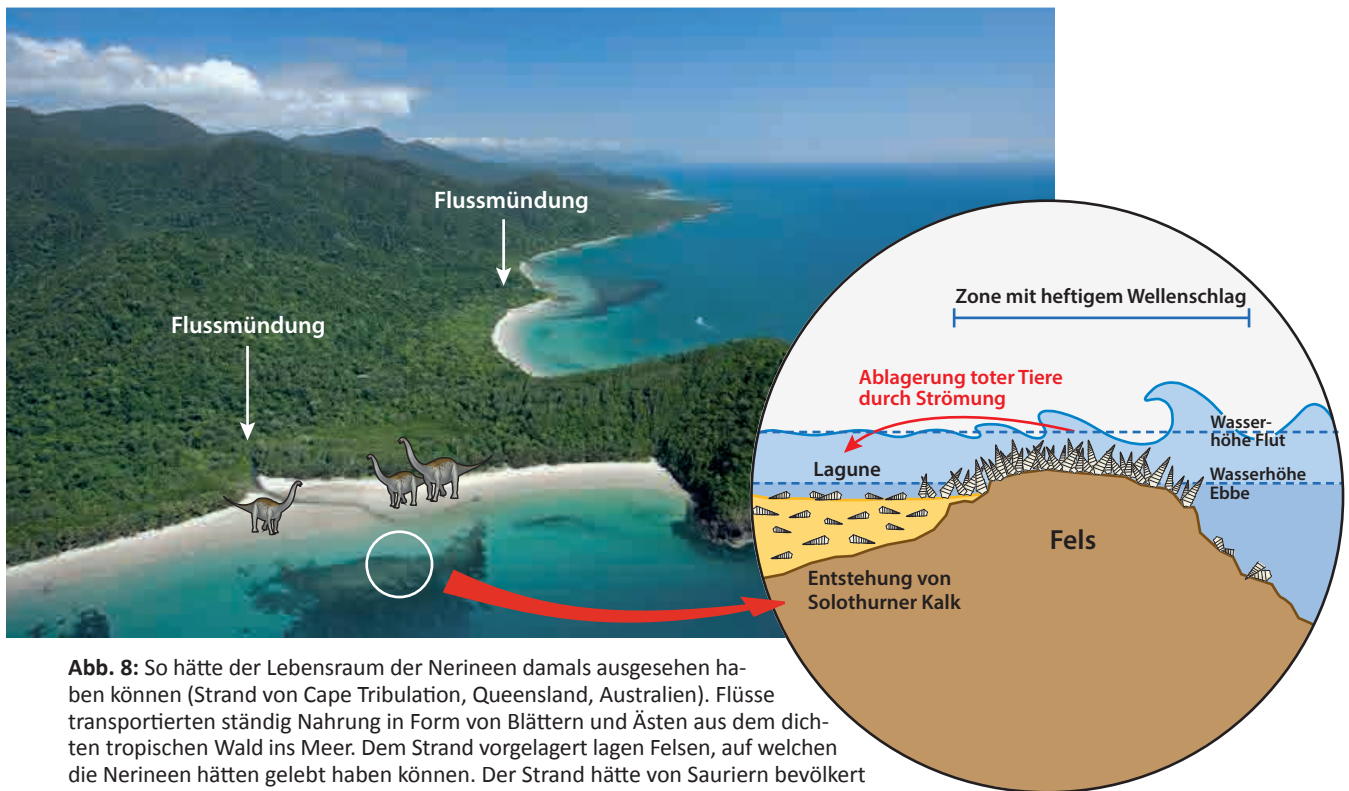 Flussmündung
Flussmündung
Zone mit heftigem Wellenschlag
Ablagerung toter Tiere
durch Strömung
Wasser-
höhe Flut
Lagune
Wasserhöhe
Ebbe
Fels
Entstehung von
Solothurner Kalk
Abb. 8: So hätte der Lebensraum der Nerineen damals ausgesehen ha-
ben können (Strand von Cape Tribulation, Queensland, Australien). Flüsse
transportierten ständig Nahrung in Form von Blättern und Ästen aus dem dich-
ten tropischen Wald ins Meer. Dem Strand vorgelagert lagen Felsen, auf welchen
die Nerineen hätten gelebt haben können. Der Strand hätte von Sauriern bevölkert